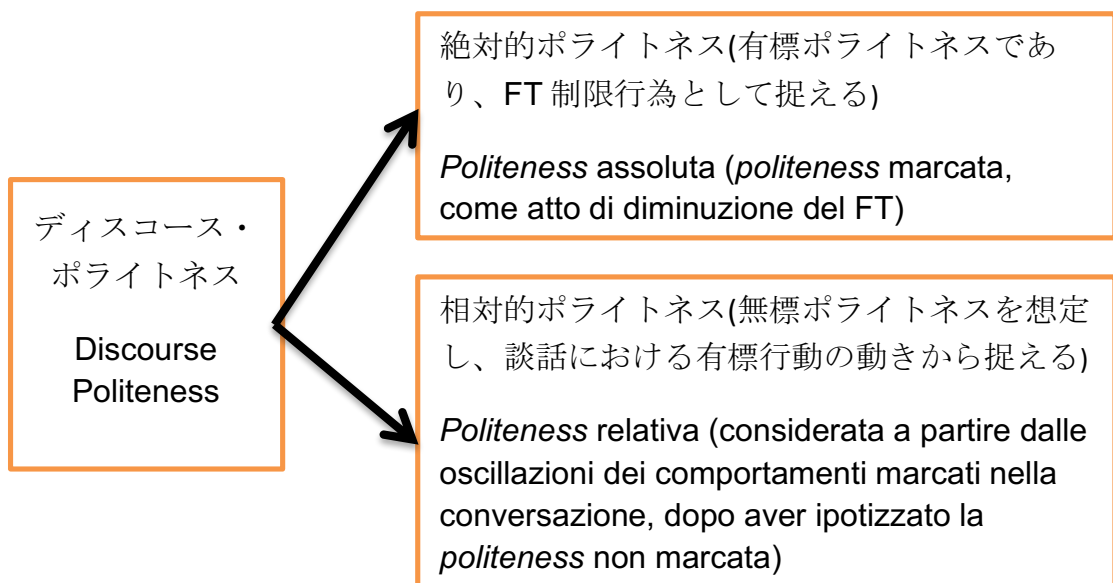 ディスコース・
ポライトネス
Discourse
Politeness
絶対的ポライトネス(有標ポライトネスであ
り、FT 制限行為として捉える)
Politeness assoluta (politeness marcata,
come atto di diminuzione del FT)
相対的ポライトネス(無標ポライトネスを想定
し、談話における有標行動の動きから捉える)
Politeness relativa (considerata a partire dalle
oscillazioni dei comportamenti marcati nella
conversazione, dopo aver ipotizzato la
politeness non marcata)